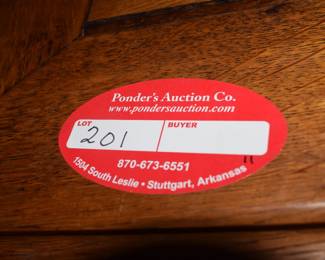 Ponder's Auction Co.
www.pondersauction.com
LOT BUYER
201
870-673-6551
1504 South Leslie • Stuttgart, Arkansas